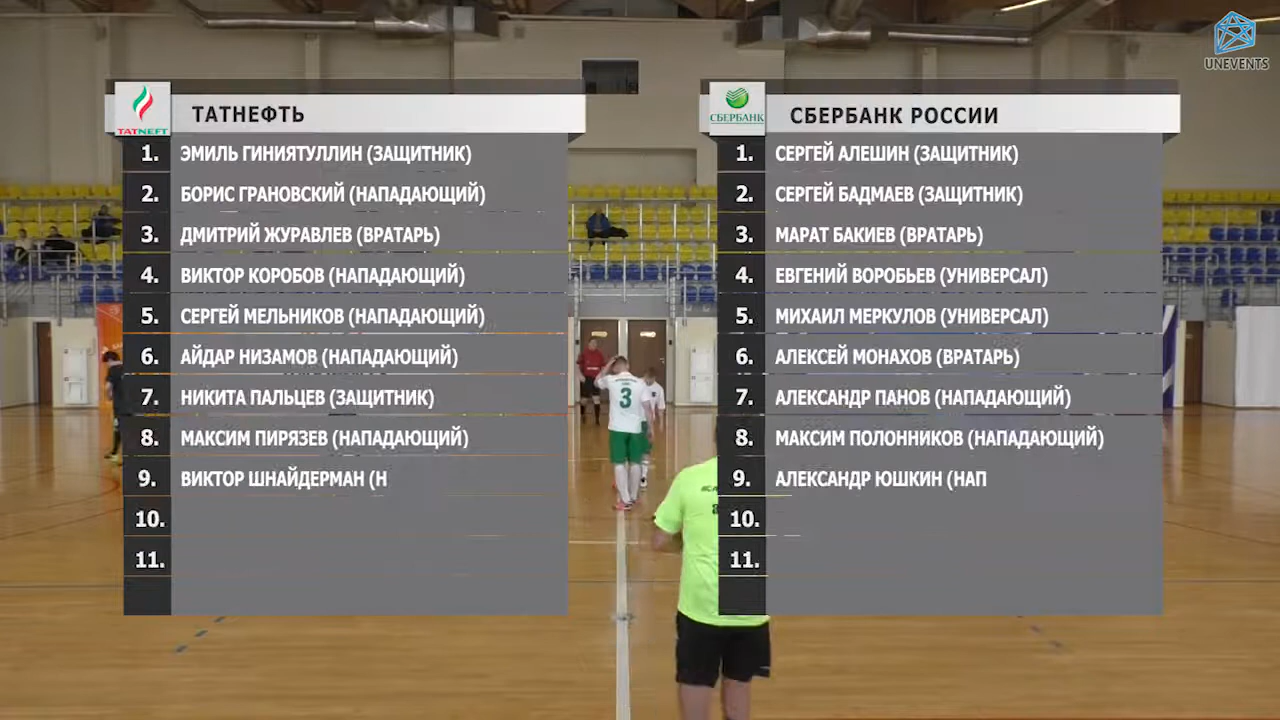 UNEVENTS
TATNEFT
ТАТНЕФТЬ
1. ЭМИЛЬ ГИНИЯТУЛЛИН (ЗАЩИТНИК)
2. БОРИС ГРАНОВСКИЙ (НАПАДАЮЩИЙ)
3. ДМИТРИЙ ЖУРАВЛЕВ (ВРАТАРЬ)
4. ВИКТОР КОРОБОВ (НАПАДАЮЩИЙ)
5. СЕРГЕЙ МЕЛЬНИКОВ (НАПАДАЮЩИЙ)
6. АЙДАР НИЗАМОВ (НАПАДАЮЩИЙ)
7. НИКИТА ПАЛЬЦЕВ (ЗАЩИТНИК)
8. МАКСИМ ПИРЯЗЕВ (НАПАДАЮЩИЙ)
9. ВИКТОР ШНАЙДЕРМАН (Н
10.
11.
СБЕРБАНК
СБЕРБАНК РОССИИ
1. СЕРГЕЙ АЛЕШИН (ЗАЩИТНИК)
2. СЕРГЕЙ БАДМАЕВ (ЗАЩИТНИК)
3. МАРАТ БАКИЕВ (ВРАТАРЬ)
4. ЕВГЕНИЙ ВОРОБЬЕВ (УНИВЕРСАЛ)
5. МИХАИЛ МЕРКУЛОВ (УНИВЕРСАЛ)
6. АЛЕКСЕЙ МОНАХОВ (ВРАТАРЬ)
7. АЛЕКСАНДР ПАНОВ (НАПАДАЮЩИЙ)
8. МАКСИМ ПОЛОННИКОВ (НАПАДАЮЩИЙ)
9. АЛЕКСАНДР ЮШКИН (НАП
10.
11.
3